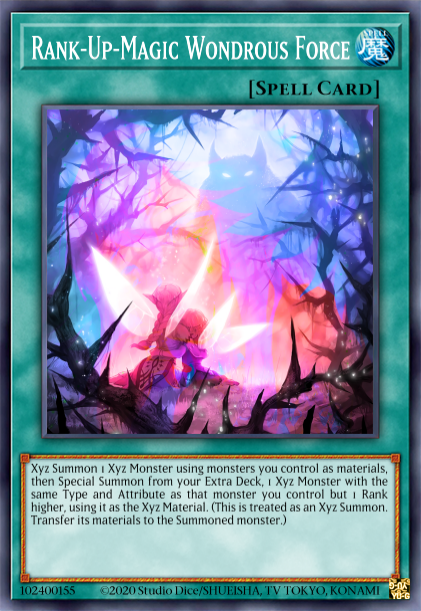 Rank-Up-Magic Wondrous Force
SPELL
魔
[Spell Card]
Xyz Summon 1 Xyz Monster using monsters you control as materials,
then Special Summon from your Extra Deck, 1 Xyz Monster with the
same Type and Attribute as that monster you control but 1 Rank
higher, using it as the Xyz Material. (This is treated as an Xyz Summon.
Transfer its materials to the Summoned monster.)
102400155 ©2020 Studio Dice/SHUEISHA, TV TOKYO, KONAMI